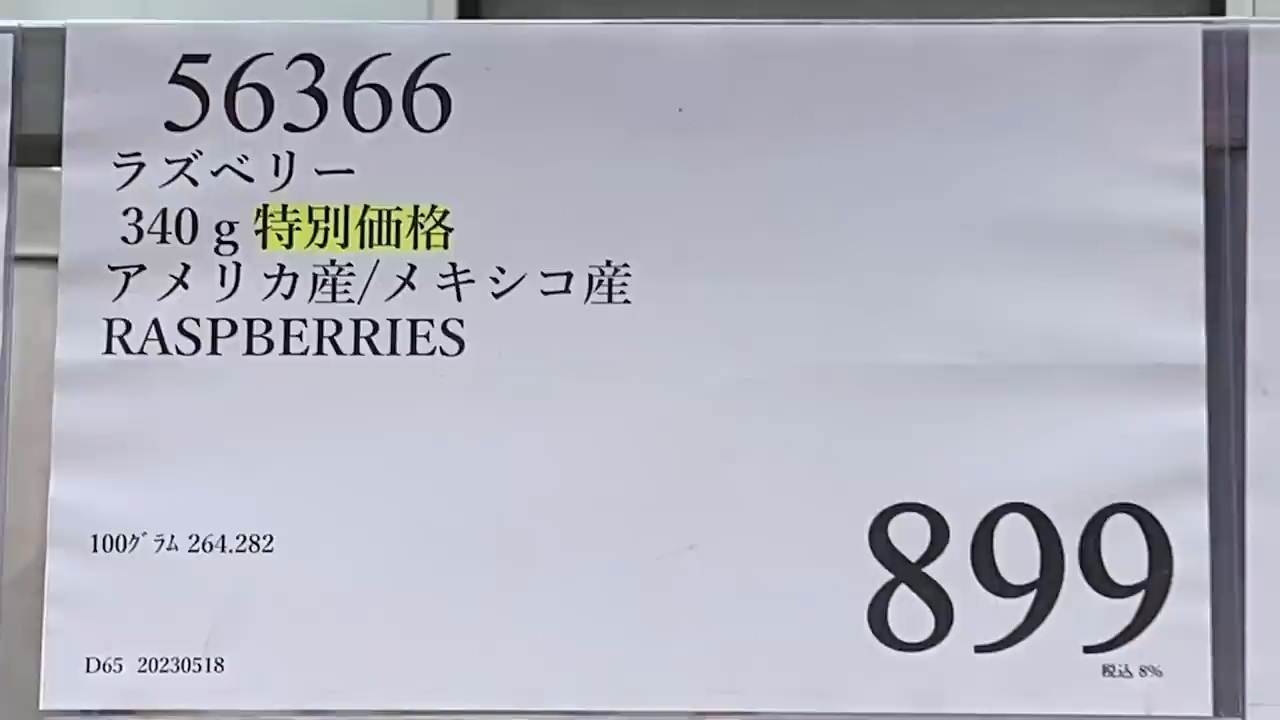 56366
ラズベリー
340 g 特別価格
アメリカ産/メキシコ産
RASPBERRIES
100グラム 264.282
899
税込 8%
D65 20230518